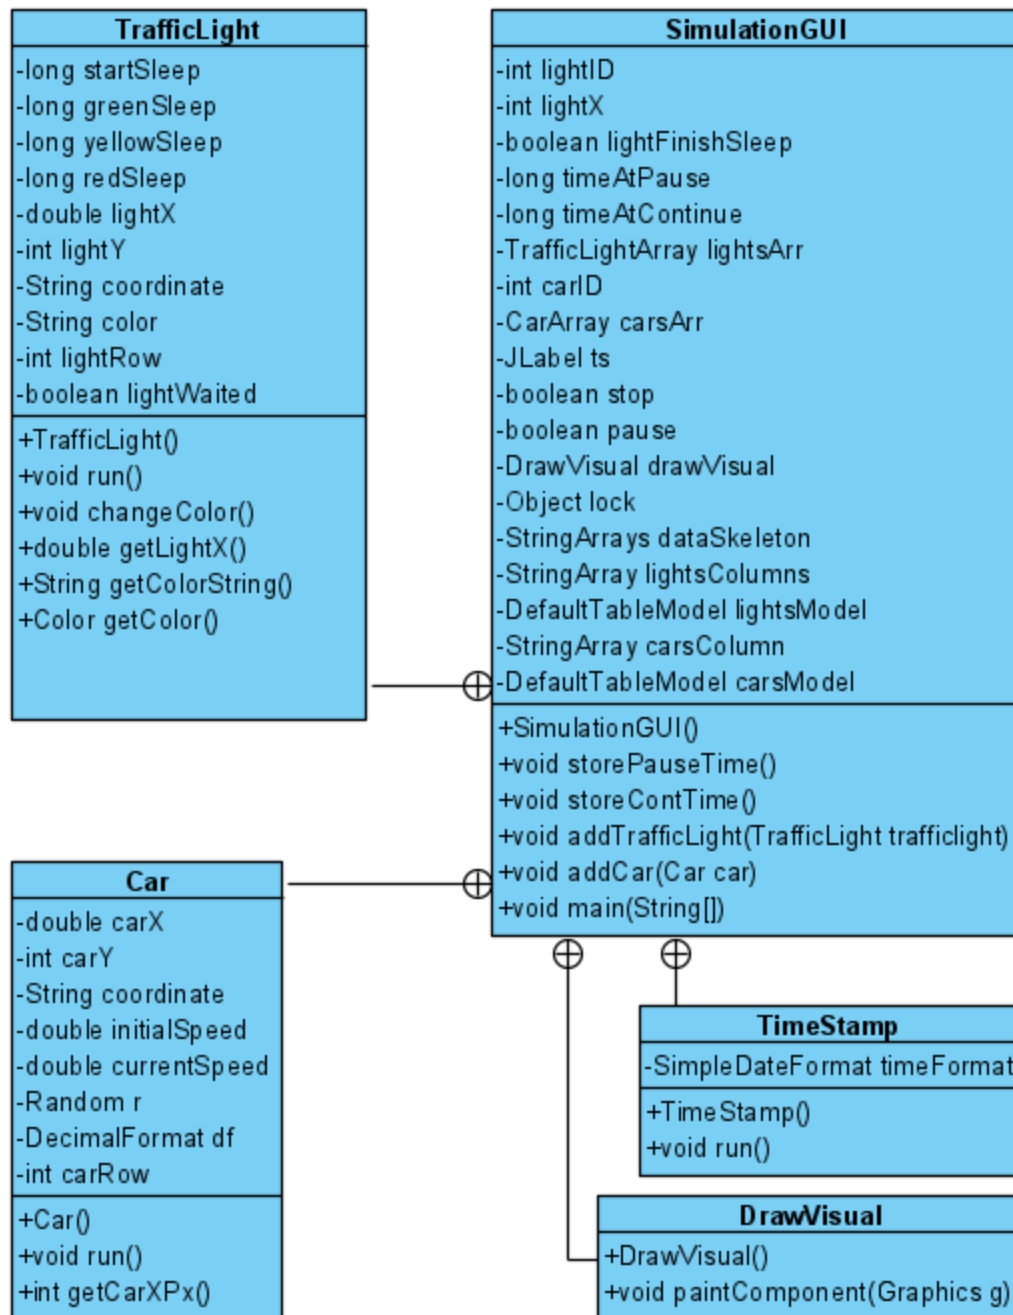 TrafficLight
-long startSleep
-long greenSleep
-long yellowSleep
-long redSleep
-double lightX
-int lightY
-String coordinate
-String color
-int lightRow
-boolean lightWaited
+TrafficLight()
+void run()
+void changeColor()
+double getLightX()
+String getColorString()
+Color getColor()
SimulationGUI
-int lightID
-int lightX
-boolean lightFinishSleep
-long timeAtPause
-long timeAtContinue
-TrafficLightArray lightsArr
-int carID
-CarArray carsArr
-JLabel ts
-boolean stop
-boolean pause
-DrawVisual drawVisual
-Object lock
-StringArrays dataSkeleton
-StringArray lightsColumns
-DefaultTableModel lightsModel
-StringArray carsColumn
-DefaultTableModel carsModel
+SimulationGUI()
+void storePauseTime()
+void storeContTime()
+void addTrafficLight(TrafficLight trafficlight)
+void addCar(Car car)
+void main(String[])
Car
-double carX
-int carY
-String coordinate
-double initialSpeed
-double currentSpeed
-Random r
-DecimalFormat df
-int carRow
+Car()
+void run()
+int getCarXPx()
TimeStamp
-SimpleDateFormat timeFormat
+TimeStamp()
+void run()
DrawVisual
+DrawVisual()
+void paintComponent(Graphics g)